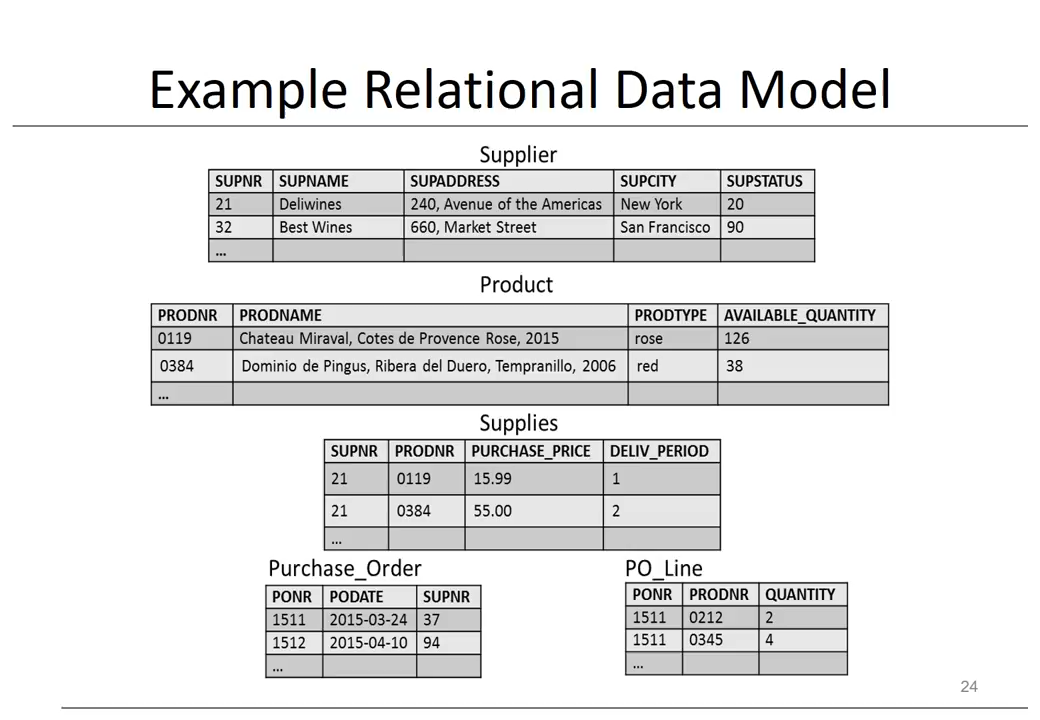 Example Relational Data Model
Supplier
SUPNR SUPNAME SUPADDRESS SUPCITY SUPSTATUS
21 Deliwines 240, Avenue of the Americas New York 20
32 Best Wines 660, Market Street San Francisco 90
...
Product
PRODNR PRODNAME PRODTYPE AVAILABLE_QUANTITY
0119 Chateau Miraval, Cotes de Provence Rose, 2015 rose 126
0384 Dominio de Pingus, Ribera del Duero, Tempranillo, 2006 red 38
...
Supplies
SUPNR PRODNR PURCHASE_PRICE DELIV_PERIOD
21 0119 15.99 1
21 0384 55.00 2
...
Purchase_Order
PONR PODATE SUPNR
1511 2015-03-24 37
1512 2015-04-10 94
...
PO_Line
PONR PRODNR QUANTITY
1511 0212 2
1511 0345 4
...
24